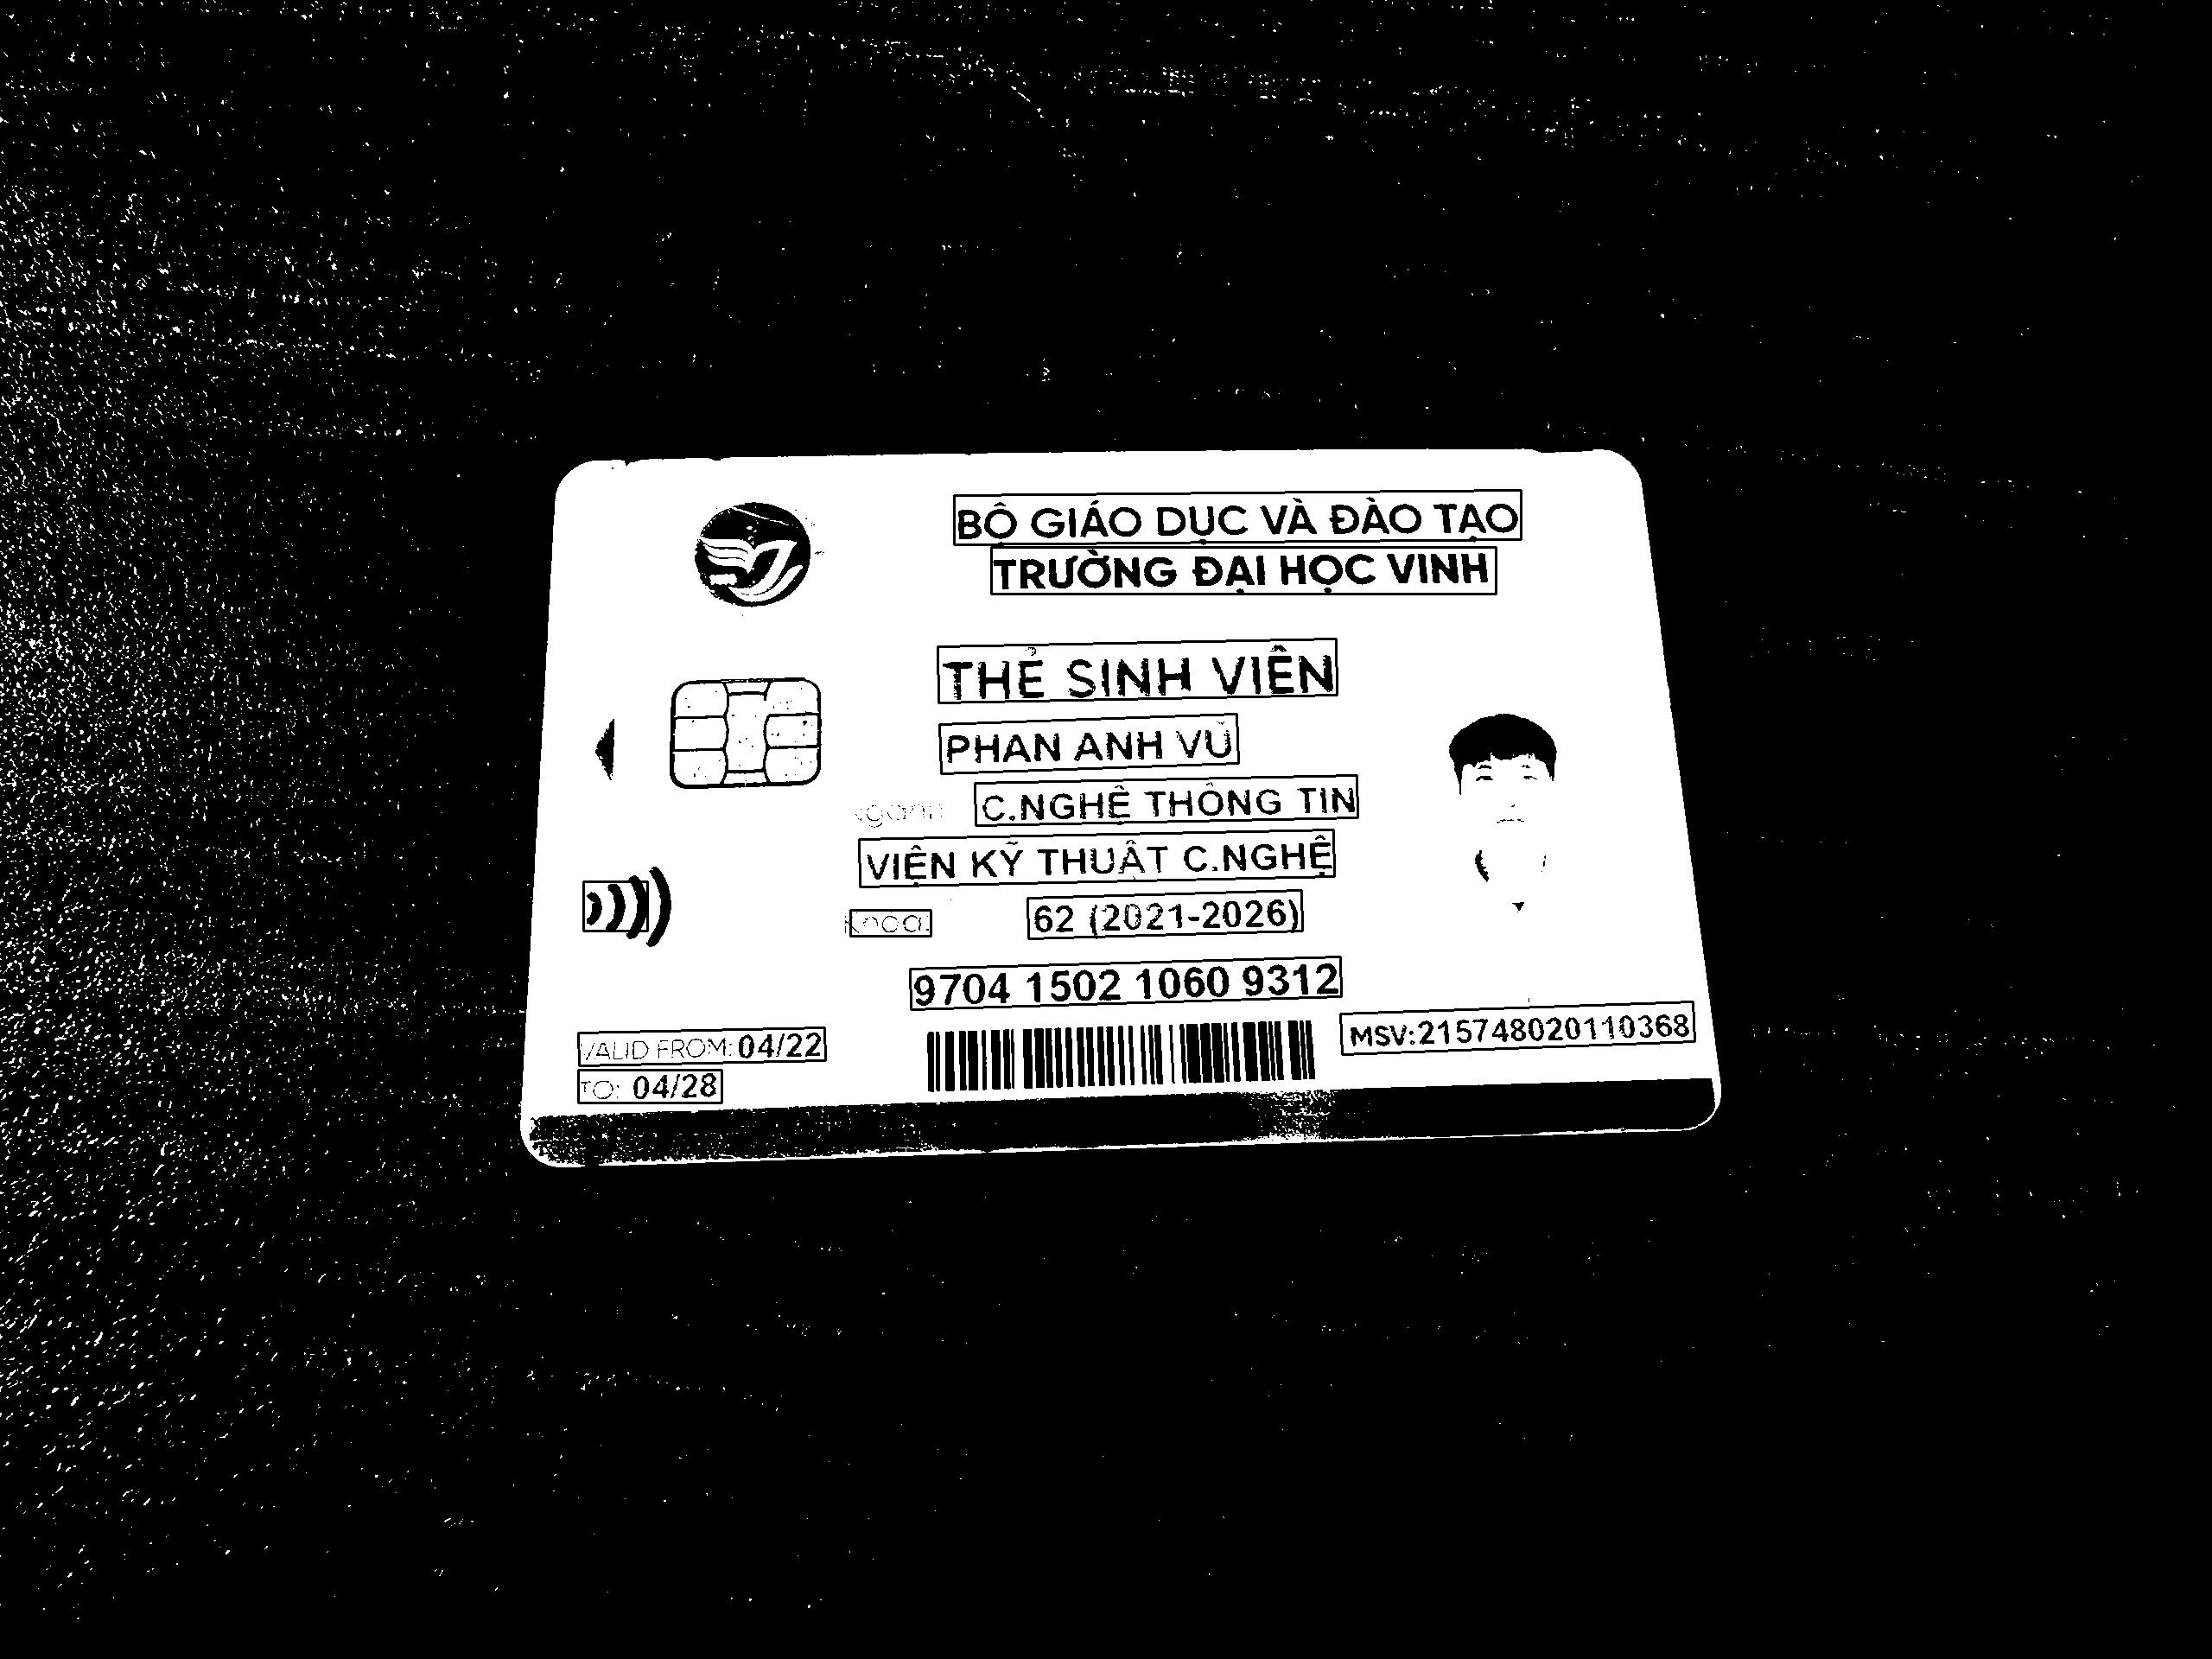 BỘ GIÁO DỤC VÀ ĐÀO TẠO
TRƯỜNG ĐẠI HỌC VINH
THẺ SINH VIÊN
PHAN ANH VŨ
C.NGHỆ THÔNG TIN
VIỆN KỸ THUẬT C.NGHỆ
62 (2021-2026)
9704 1502 1060 9312
VALID FROM: 04/22
TO: 04/28
MSV:215748020110368